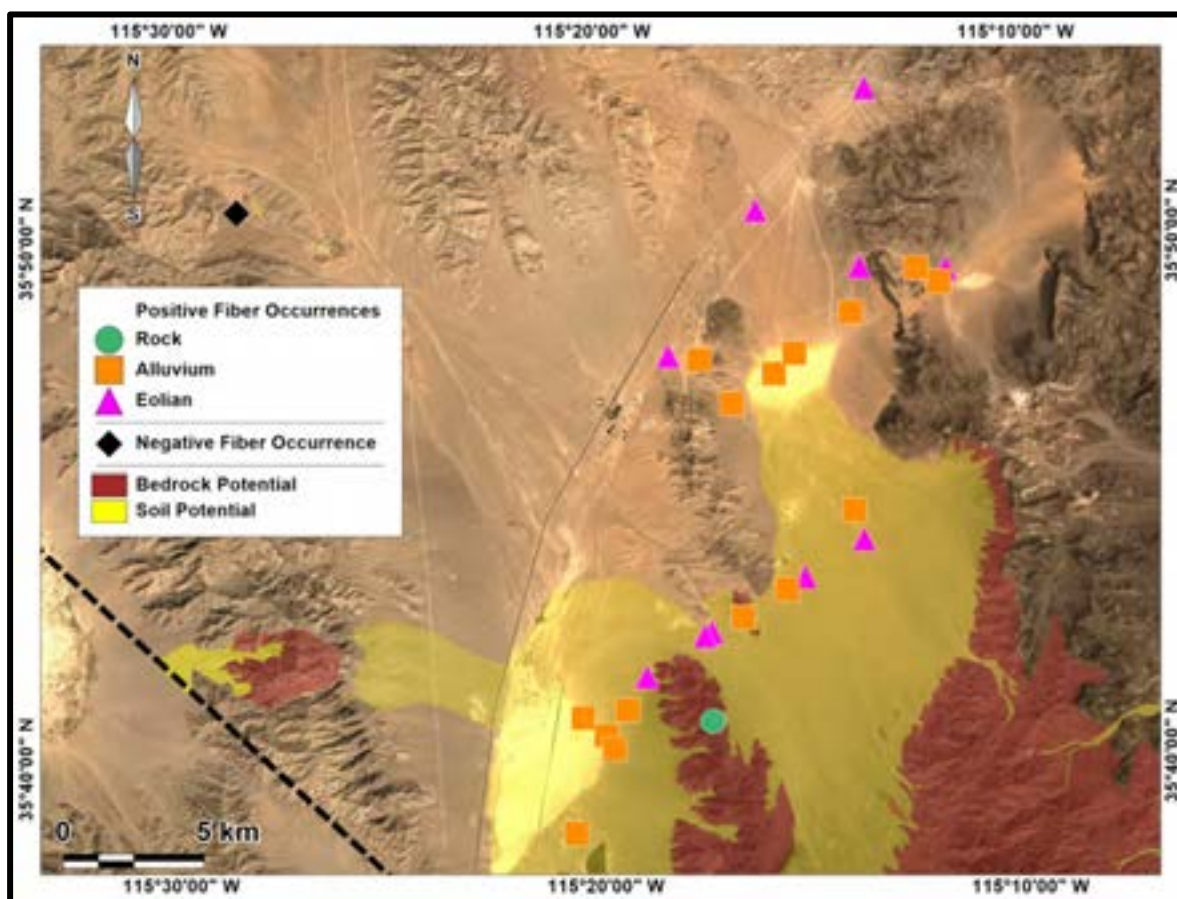 115°30'00" W 115°20'00" W 115°10'00" W
N
S
35°50'00" N
35°50'00" N
Positive Fiber Occurrences
Rock
Alluvium
Eolian
Negative Fiber Occurrence
Bedrock Potential
Soil Potential
35°40'00" N
35°40'00" N
0 5 km
115°30'00" W 115°20'00" W 115°10'00" W